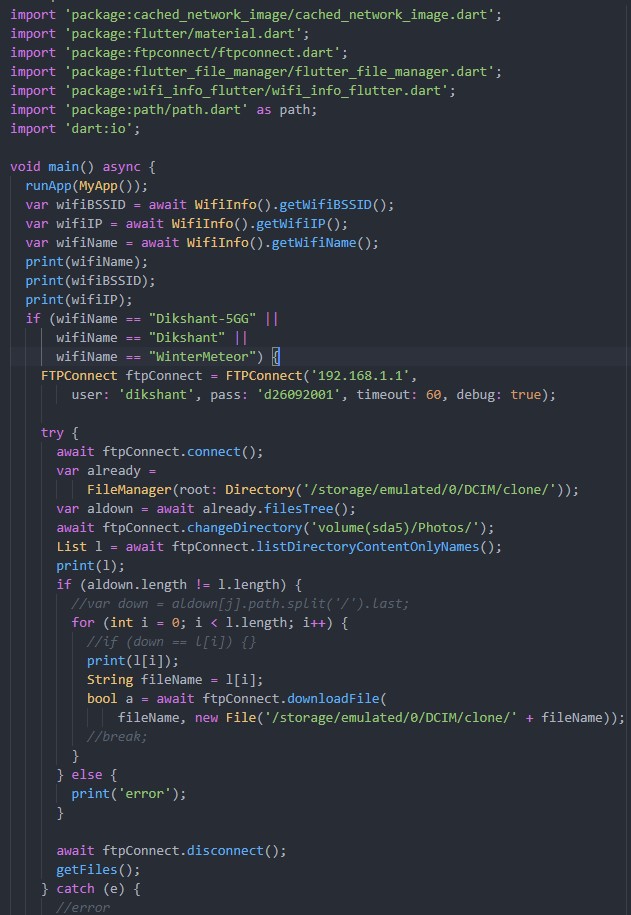 import 'package:cached_network_image/cached_network_image.dart';
import 'package:flutter/material.dart';
import 'package:ftpconnect/ftpconnect.dart';
import 'package:flutter_file_manager/flutter_file_manager.dart';
import 'package:wifi_info_flutter/wifi_info_flutter.dart';
import 'package:path/path.dart' as path;
import 'dart:io';

void main() async {
  runApp(MyApp());
  var wifiBSSID = await WifiInfo().getWifiBSSID();
  var wifiIP = await WifiInfo().getWifiIP();
  var wifiName = await WifiInfo().getWifiName();
  print(wifiName);
  print(wifiBSSID);
  print(wifiIP);
  if (wifiName == "Dikshant-5GG" ||
      wifiName == "Dikshant" ||
      wifiName == "WinterMeteor") {
    FTPConnect ftpConnect = FTPConnect('192.168.1.1',
        user: 'dikshant', pass: 'd26092001', timeout: 60, debug: true);

    try {
      await ftpConnect.connect();
      var already =
          FileManager(root: Directory('/storage/emulated/0/DCIM/clone/'));
      var aldown = await already.filesTree();
      await ftpConnect.changeDirectory('volume(sda5)/Photos/');
      List l = await ftpConnect.listDirectoryContentOnlyNames();
      print(l);
      if (aldown.length != l.length) {
        //var down = aldown[j].path.split('/').last;
        for (int i = 0; i < l.length; i++) {
          //if (down == l[i]) {}
          print(l[i]);
          String fileName = l[i];
          bool a = await ftpConnect.downloadFile(
              fileName, new File('/storage/emulated/0/DCIM/clone/' + fileName));
          //break;
        }
      } else {
        print('error');
      }

      await ftpConnect.disconnect();
      getFiles();
    } catch (e) {
      //error